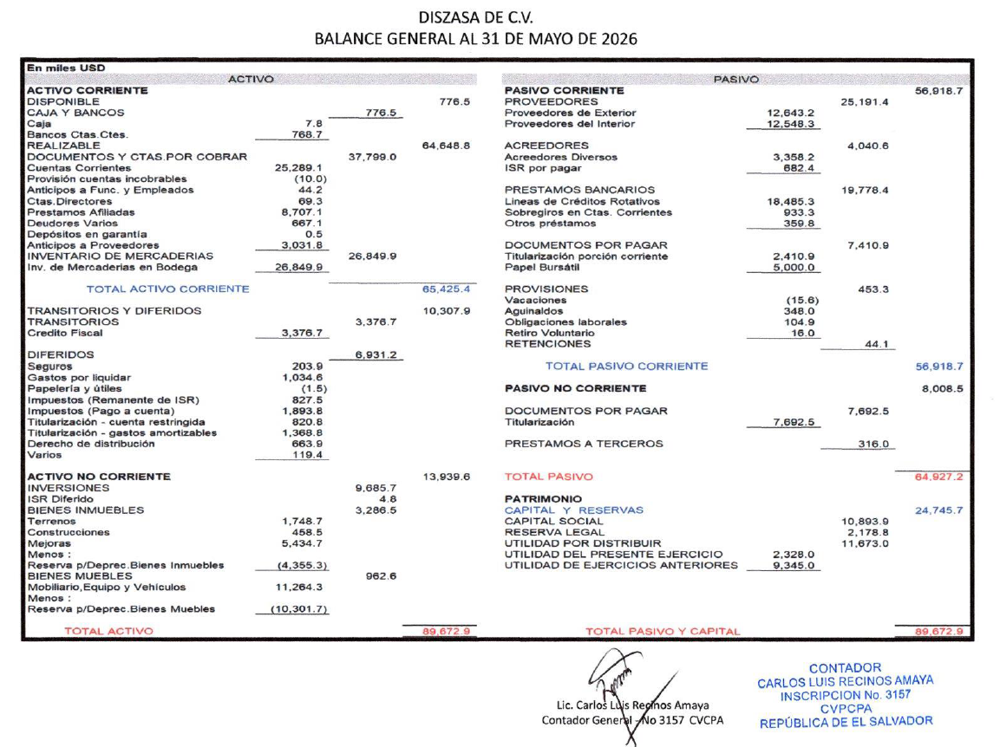 DISZASA DE C.V.
BALANCE GENERAL AL 31 DE MAYO DE 2026
En miles USD
ACTIVO
ACTIVO CORRIENTE
DISPONIBLE 776.5
CAJA Y BANCOS 776.5
Caja 7.8
Bancos Ctas.Ctes. 768.7
REALIZABLE 64,648.8
DOCUMENTOS Y CTAS.POR COBRAR 37,799.0
Cuentas Corrientes 25,289.1
Provisión cuentas incobrables (10.0)
Anticipos a Func. y Empleados 44.2
Ctas.Directores 69.3
Prestamos Afiliadas 8,707.1
Deudores Varios 667.1
Depósitos en garantía 0.5
Anticipos a Proveedores 3,031.8
INVENTARIO DE MERCADERIAS 26,849.9
Inv. de Mercaderias en Bodega 26,849.9
TOTAL ACTIVO CORRIENTE 65,425.4
TRANSITORIOS Y DIFERIDOS 10,307.9
TRANSITORIOS 3,376.7
Credito Fiscal 3,376.7
DIFERIDOS 6,931.2
Seguros 203.9
Gastos por liquidar 1,034.6
Papelería y útiles (1.5)
Impuestos (Remanente de ISR) 827.5
Impuestos (Pago a cuenta) 1,893.8
Titularización - cuenta restringida 820.8
Titularización - gastos amortizables 1,368.8
Derecho de distribución 663.9
Varios 119.4
ACTIVO NO CORRIENTE 13,939.6
INVERSIONES 9,685.7
ISR Diferido 4.8
BIENES INMUEBLES 3,286.5
Terrenos 1,748.7
Construcciones 458.5
Mejoras 5,434.7
Menos :
Reserva p/Deprec.Bienes Inmuebles (4,355.3)
BIENES MUEBLES 962.6
Mobiliario,Equipo y Vehículos 11,264.3
Menos :
Reserva p/Deprec.Bienes Muebles (10,301.7)
TOTAL ACTIVO 89,672.9
PASIVO
PASIVO CORRIENTE 56,918.7
PROVEEDORES 25,191.4
Proveedores de Exterior 12,643.2
Proveedores del Interior 12,548.3
ACREEDORES 4,040.6
Acreedores Diversos 3,358.2
ISR por pagar 682.4
PRESTAMOS BANCARIOS 19,778.4
Lineas de Créditos Rotativos 18,485.3
Sobregiros en Ctas. Corrientes 933.3
Otros préstamos 359.8
DOCUMENTOS POR PAGAR 7,410.9
Titularización porción corriente 2,410.9
Papel Bursátil 5,000.0
PROVISIONES 453.3
Vacaciones (15.6)
Aguinaldos 348.0
Obligaciones laborales 104.9
Retiro Voluntario 16.0
RETENCIONES 44.1
TOTAL PASIVO CORRIENTE 56,918.7
PASIVO NO CORRIENTE 8,008.5
DOCUMENTOS POR PAGAR 7,692.5
Titularización 7,692.5
PRESTAMOS A TERCEROS 316.0
TOTAL PASIVO 64,927.2
PATRIMONIO
CAPITAL Y RESERVAS 24,745.7
CAPITAL SOCIAL 10,893.9
RESERVA LEGAL 2,178.8
UTILIDAD POR DISTRIBUIR 11,673.0
UTILIDAD DEL PRESENTE EJERCICIO 2,328.0
UTILIDAD DE EJERCICIOS ANTERIORES 9,345.0
TOTAL PASIVO Y CAPITAL 89,672.9
Lic. Carlos Luis Recinos Amaya
Contador General - No 3157 CVCPA
CONTADOR
CARLOS LUIS RECINOS AMAYA
INSCRIPCION No. 3157
CVPCPA
REPÚBLICA DE EL SALVADOR